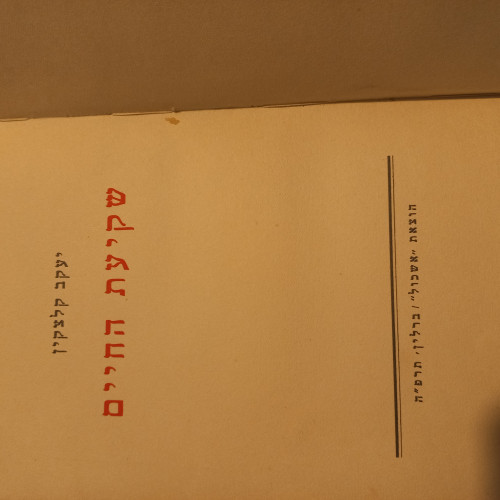 יעקב קלצקין
שקיעת החיים
הוצאת ״אשכול״, ברלין, תרפ״ה